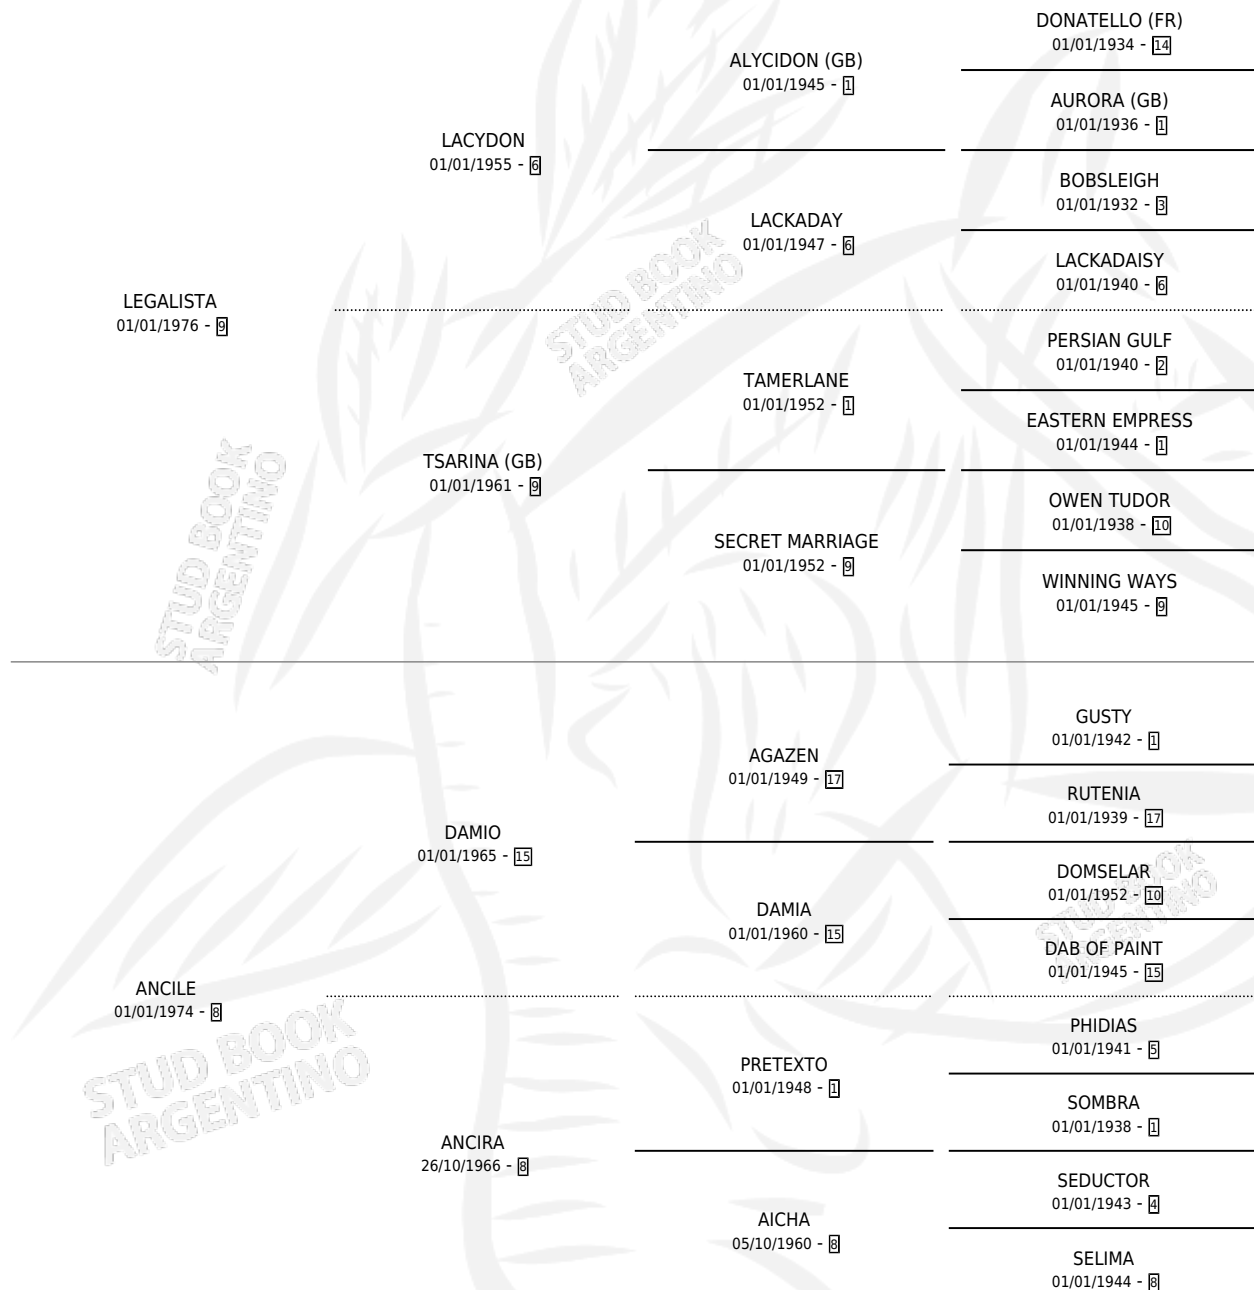 DONATELLO (FR)
01/01/1934 - 14
ALYCIDON (GB)
01/01/1945 - 1
AURORA (GB)
01/01/1936 - 1
LACYDON
01/01/1955 - 6
BOBSLEIGH
01/01/1932 - 3
LACKADAY
01/01/1947 - 6
LACKADAISY
01/01/1940 - 6
LEGALISTA
01/01/1976 - 9
PERSIAN GULF
01/01/1940 - 2
TAMERLANE
01/01/1952 - 1
EASTERN EMPRESS
01/01/1944 - 1
TSARINA (GB)
01/01/1961 - 9
OWEN TUDOR
01/01/1938 - 10
SECRET MARRIAGE
01/01/1952 - 9
WINNING WAYS
01/01/1945 - 9
GUSTY
01/01/1942 - 1
AGAZEN
01/01/1949 - 17
RUTENIA
01/01/1939 - 17
DAMIO
01/01/1965 - 15
DOMSELAR
01/01/1952 - 10
DAMIA
01/01/1960 - 15
DAB OF PAINT
01/01/1945 - 15
ANCILE
01/01/1974 - 8
PHIDIAS
01/01/1941 - 5
PRETEXTO
01/01/1948 - 1
SOMBRA
01/01/1938 - 1
ANCIRA
26/10/1966 - 8
SEDUCTOR
01/01/1943 - 4
AICHA
05/10/1960 - 8
SELIMA
01/01/1944 - 8
STUD BOOK
ARGENTINO
STUD BOOK
ARGENTINO
STUD BOOK
ARGENTINO
STUD BOOK
ARGENTINO